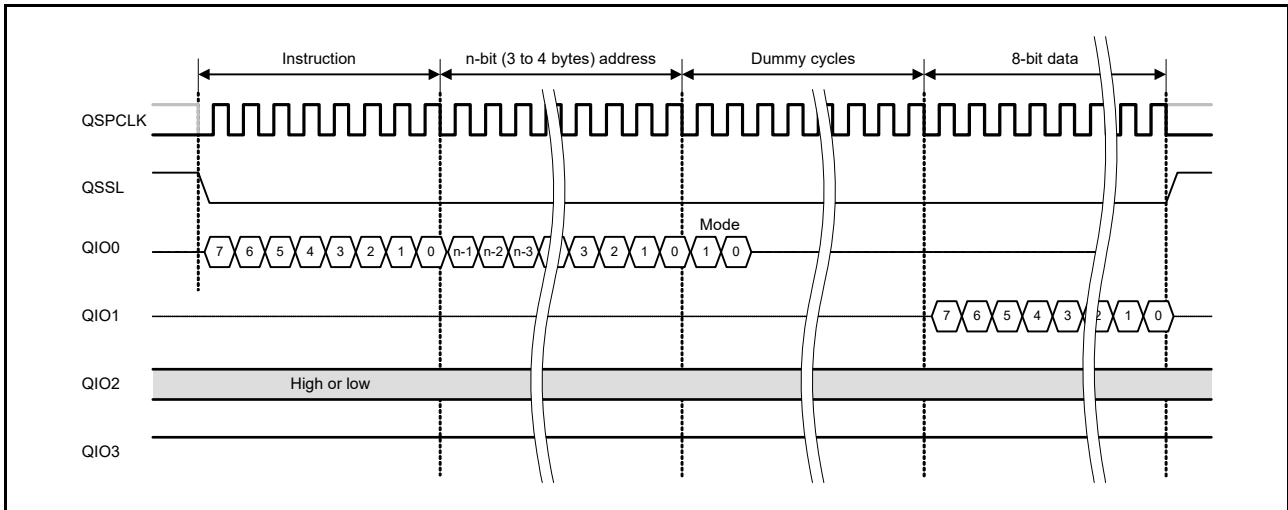 Instruction n-bit (3 to 4 bytes) address Dummy cycles 8-bit data
QSPCLK
QSSL
Mode
QIO0 7 6 5 4 3 2 1 0 n-1 n-2 n-3 3 2 1 0 1 0
QIO1 7 6 5 4 3 2 1 0
QIO2 High or low
QIO3